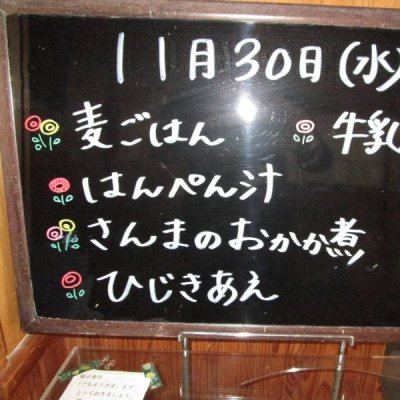 11月30日(水)
麦ごはん 牛乳
はんぺん汁
さんまのおかか煮
ひじきあえ